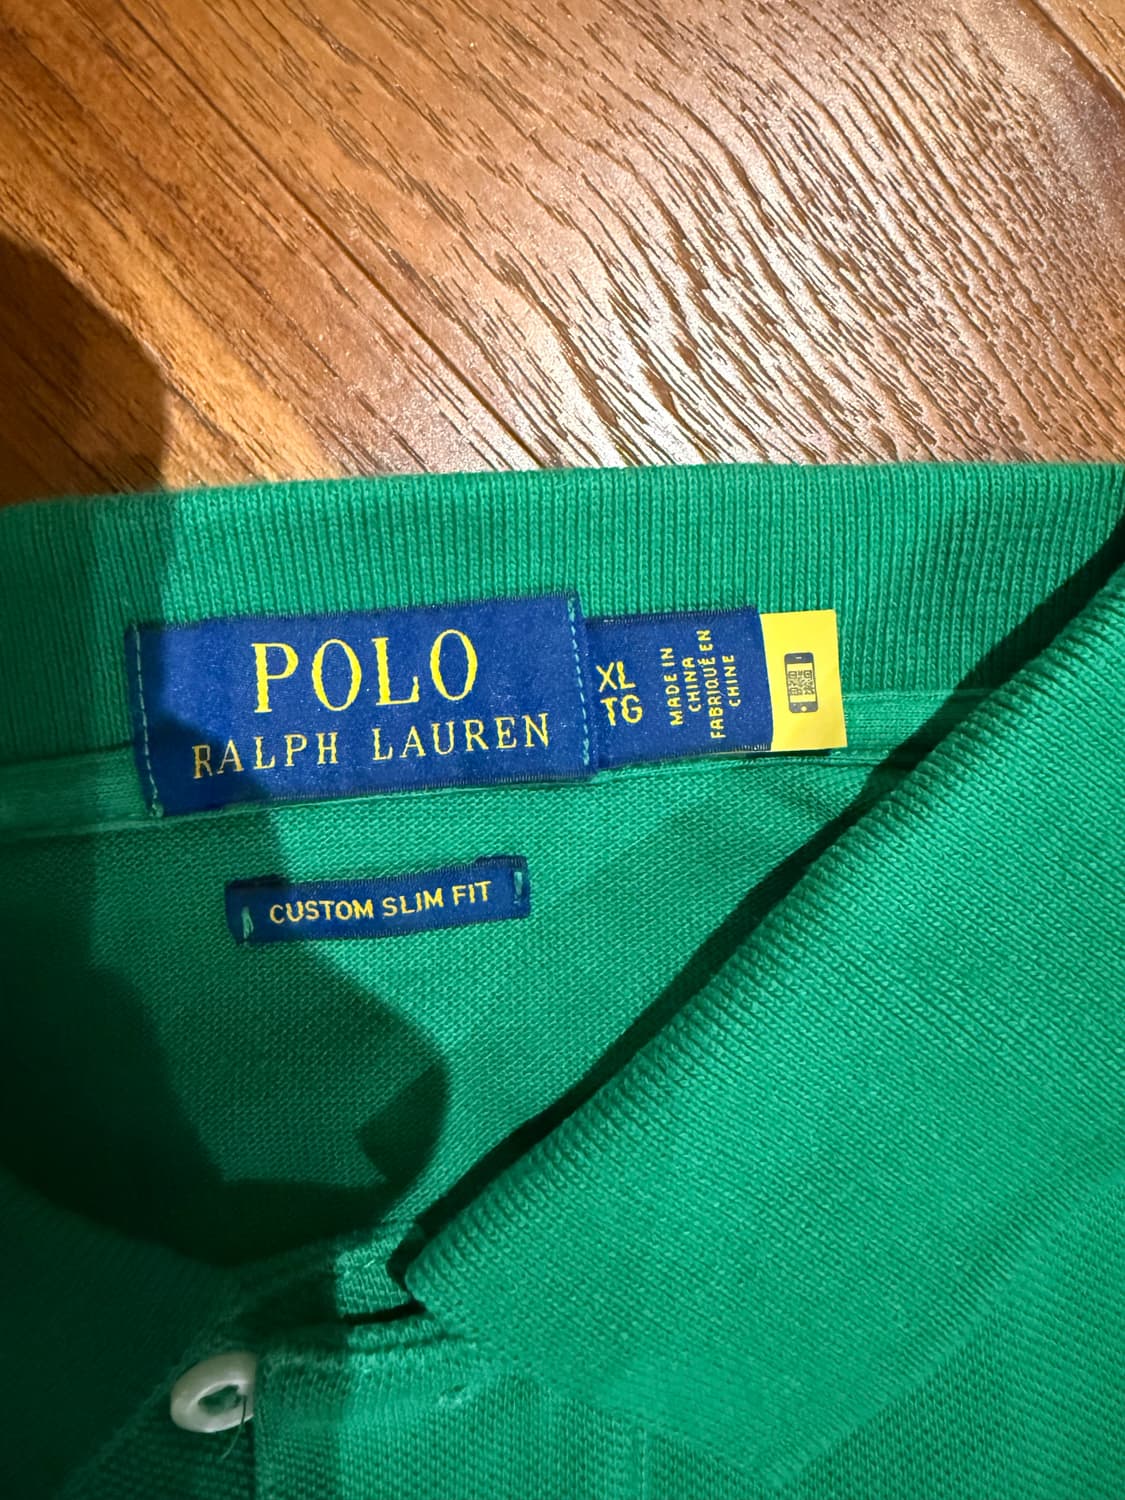 POLO
RALPH LAUREN
XL
TG
MADE IN
CHINA
FABRIQUÉ EN
CHINE
CUSTOM SLIM FIT